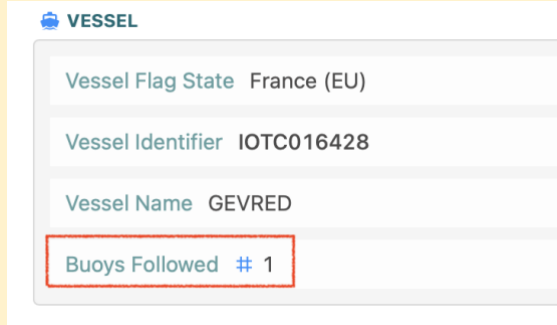 VESSEL
Vessel Flag State France (EU)
Vessel Identifier IOTC016428
Vessel Name GEVRED
Buoys Followed # 1